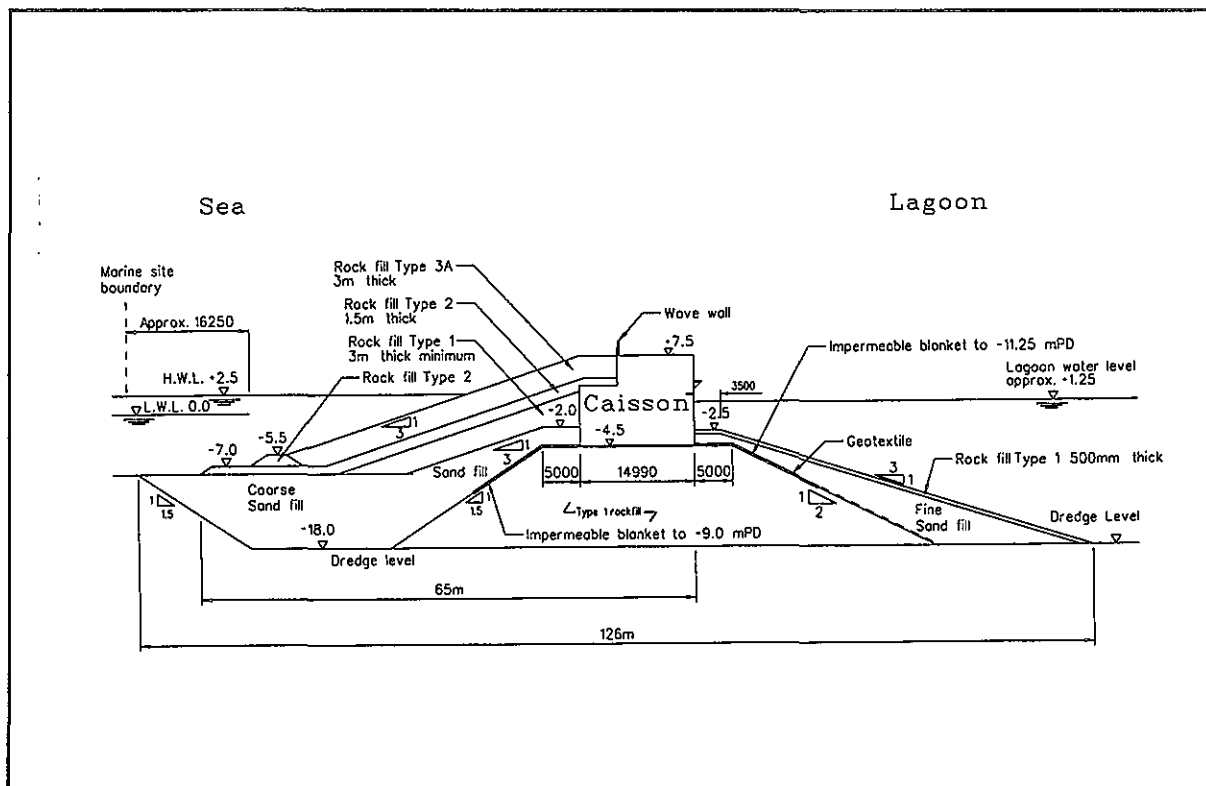 Sea
Lagoon
Marine site
boundary
Rock fill Type 3A
3m thick
Rock fill Type 2
1.5m thick
Rock fill Type 1
3m thick minimum
Rock fill Type 2
Wave wall
Approx. 16250
H.W.L. +2.5
L.W.L. 0.0
+7.5
Impermeable blanket to -11.25 mPD
Lagoon water level
approx. +1.25
3500
Caisson
-2.0
-2.5
-4.5
-5.5
-7.0
3
1
3
1
Geotextile
3
1
Rock fill Type 1 500mm thick
Sand fill
Coarse
Sand fill
1
1.5
1
1.5
5000
14990
5000
Type 1 rockfill
1
2
Fine
Sand fill
Dredge Level
-18.0
Dredge level
Impermeable blanket to -9.0 mPD
65m
126m